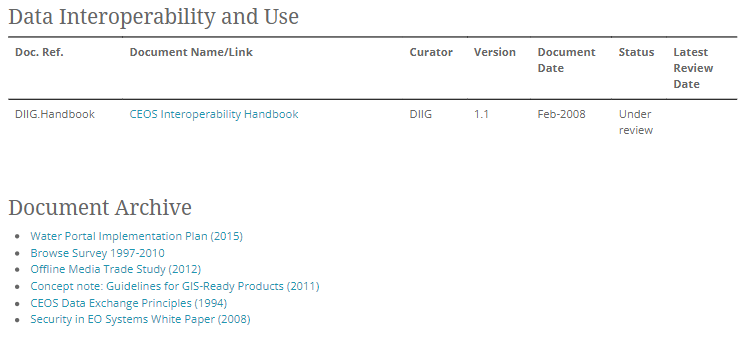 Data Interoperability and Use
Doc. Ref. Document Name/Link Curator Version Document Date Status Latest Review Date
DIIG.Handbook CEOS Interoperability Handbook DIIG 1.1 Feb-2008 Under review
Document Archive
Water Portal Implementation Plan (2015)
Browse Survey 1997-2010
Offline Media Trade Study (2012)
Concept note: Guidelines for GIS-Ready Products (2011)
CEOS Data Exchange Principles (1994)
Security in EO Systems White Paper (2008)